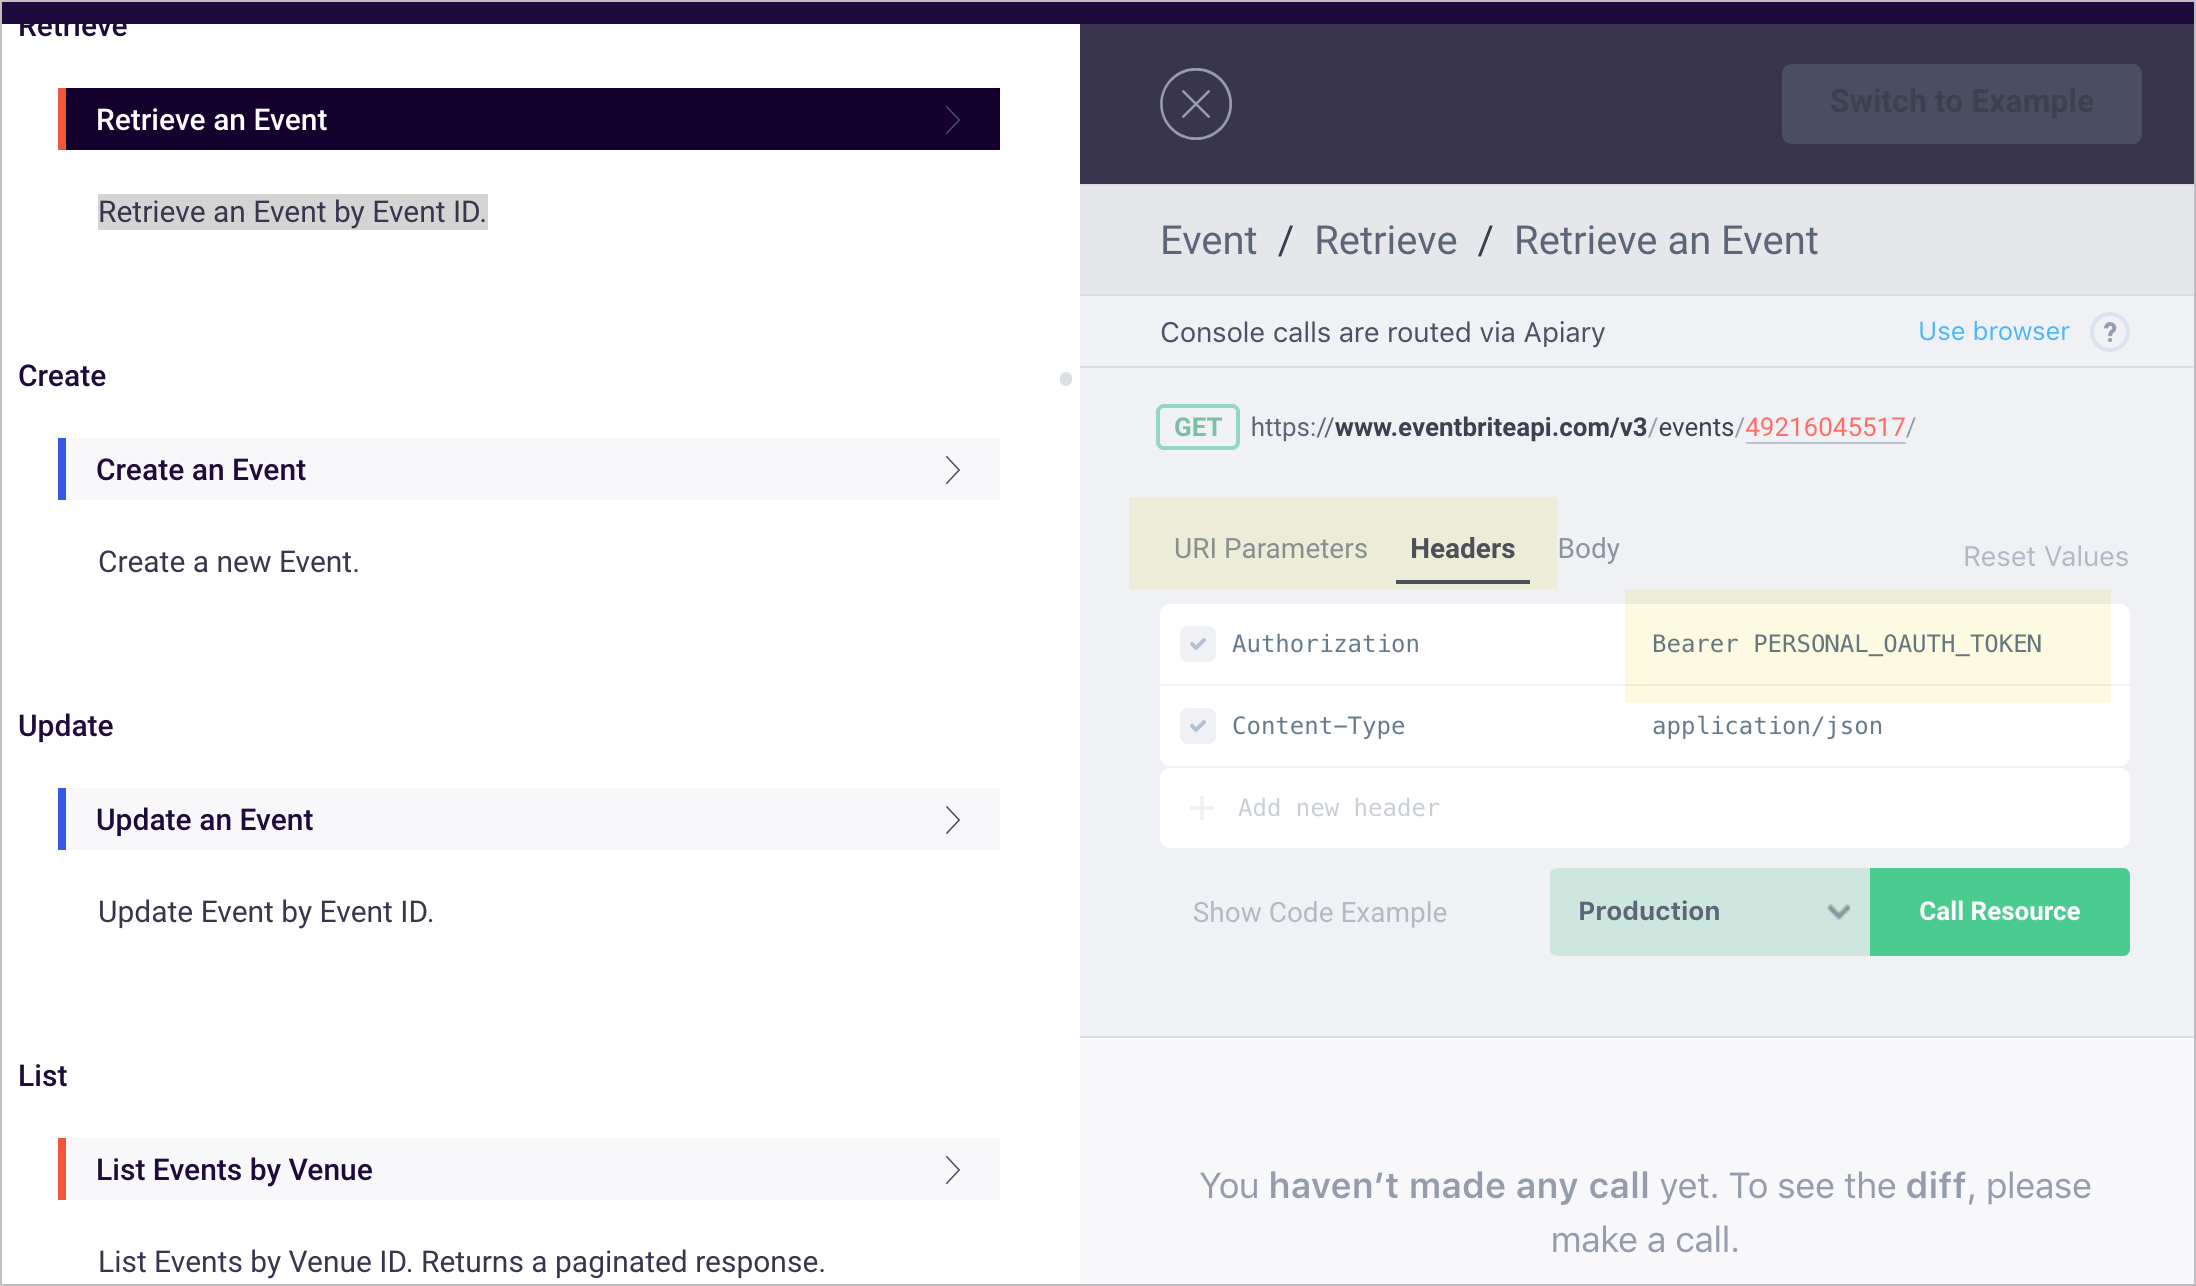 Retrieve
Retrieve an Event
Retrieve an Event by Event ID.
Create
Create an Event
Create a new Event.
Update
Update an Event
Update Event by Event ID.
List
List Events by Venue
List Events by Venue ID. Returns a paginated response.
Switch to Example
Event / Retrieve / Retrieve an Event
Console calls are routed via Apiary Use browser ?
GET https://www.eventbriteapi.com/v3/events/49216045517/
URI Parameters Headers Body Reset Values
Authorization Bearer PERSONAL_OAUTH_TOKEN
Content-Type application/json
Add new header
Show Code Example Production Call Resource
You haven’t made any call yet. To see the diff, please
make a call.